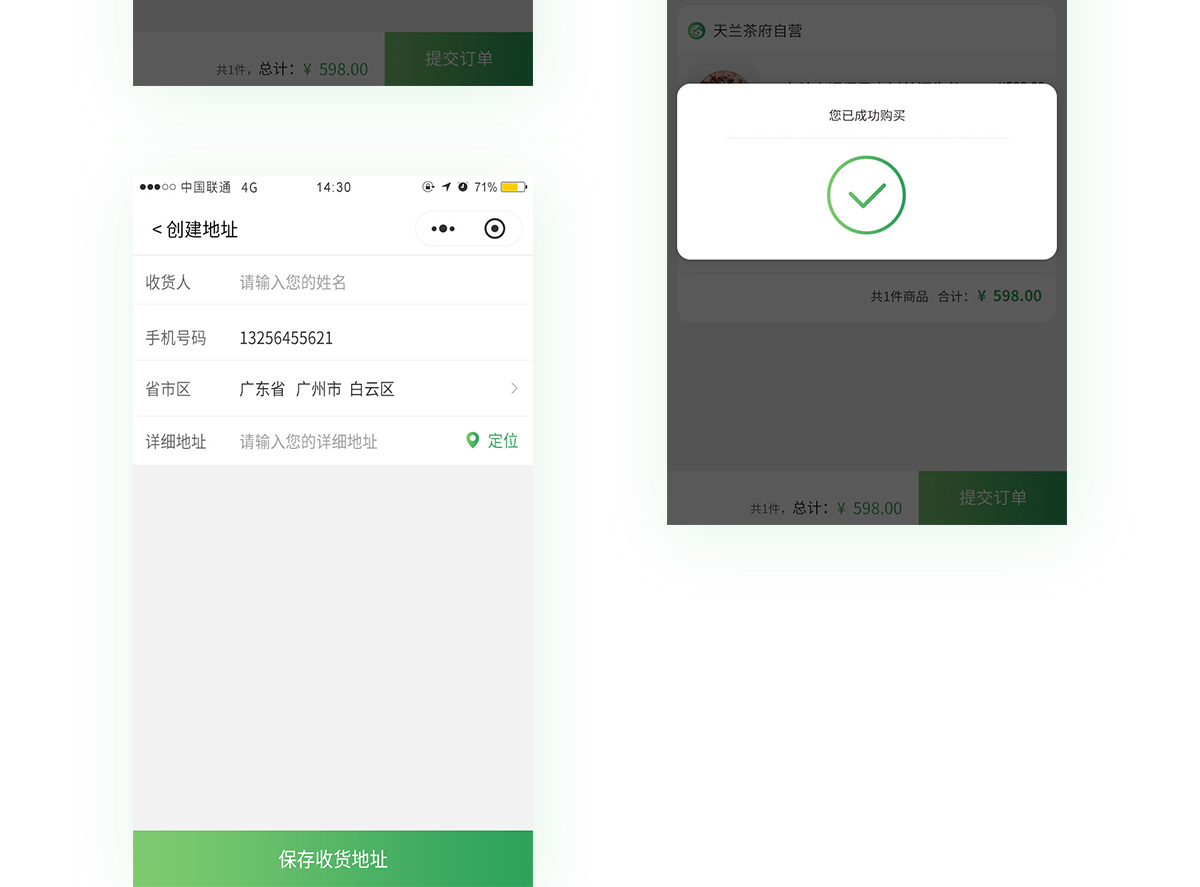 共1件，总计：¥ 598.00
提交订单
中国联通 4G 14:30 71%
< 创建地址
收货人 请输入您的姓名
手机号码 13256455621
省市区 广东省 广州市 白云区
详细地址 请输入您的详细地址 定位
保存收货地址
天兰茶府自营
您已成功购买
共1件商品 合计：¥ 598.00
共1件，总计：¥ 598.00
提交订单